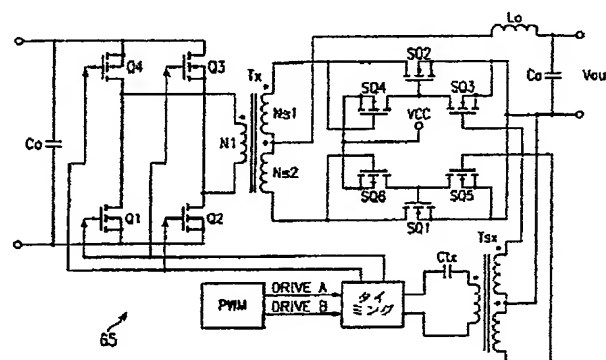 Lo
Q4
Q3
SQ2
Co
Vou
Tx
SQ4
SQ3
Ns1
VCC
Co
N1
Ns2
SQ6
SQ5
Q1
Q2
SQ1
Tsx
Ctx
PWM
DRIVE A
DRIVE B
タイ
ミング
65